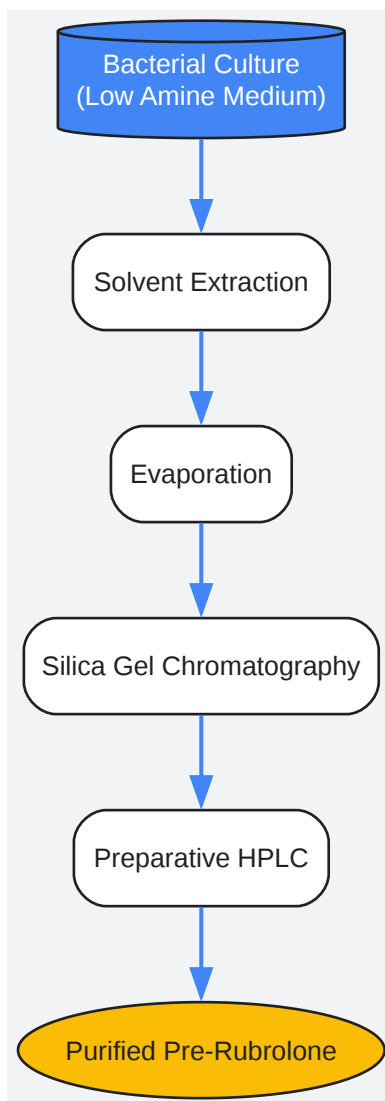 Bacterial Culture
(Low Amine Medium)
Solvent Extraction
Evaporation
Silica Gel Chromatography
Preparative HPLC
Purified Pre-Rubrolone